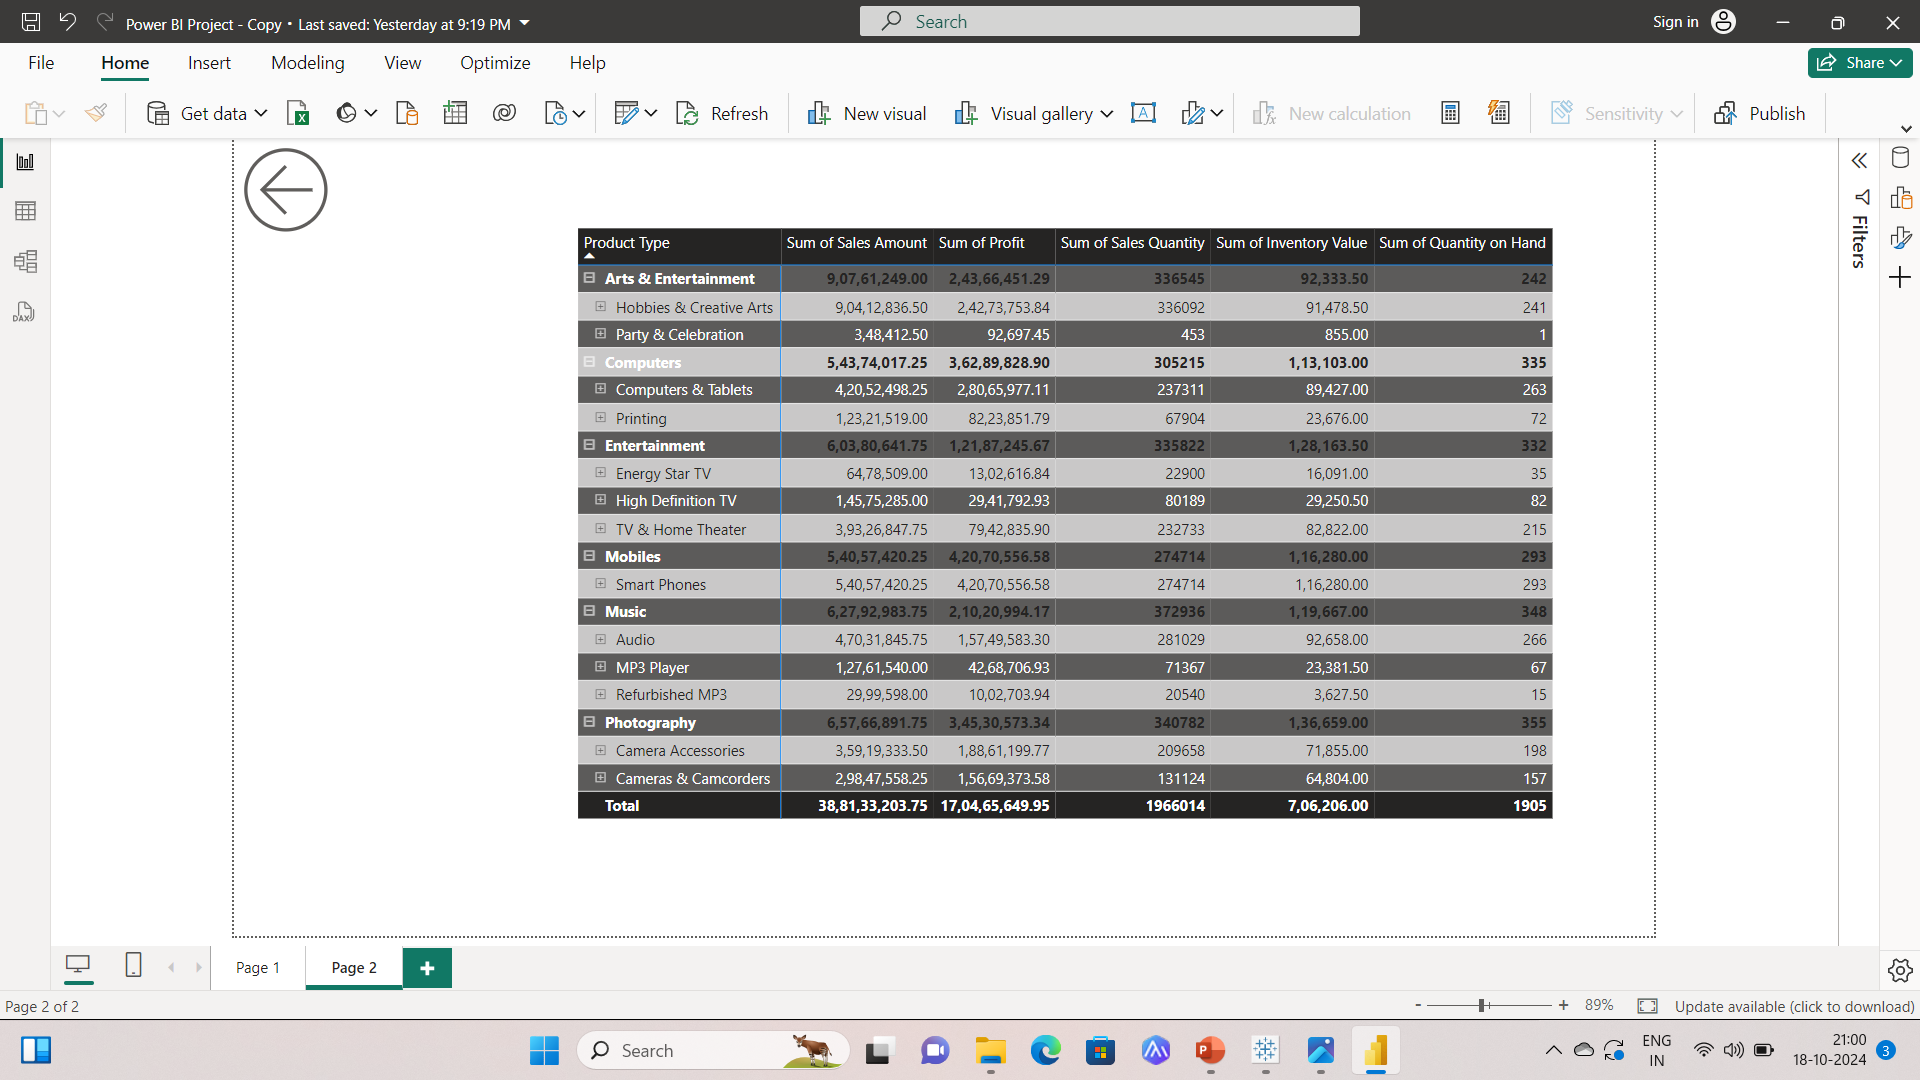 Power BI Project - Copy • Last saved: Yesterday at 9:19 PM
Search
Sign in
File Home Insert Modeling View Optimize Help
Share
Get data
Refresh
New visual
Visual gallery
A
New calculation
Sensitivity
Publish
DAX
Filters
Product Type Sum of Sales Amount Sum of Profit Sum of Sales Quantity Sum of Inventory Value Sum of Quantity on Hand
Arts & Entertainment 9,07,61,249.00 2,43,66,451.29 336545 92,333.50 242
Hobbies & Creative Arts 9,04,12,836.50 2,42,73,753.84 336092 91,478.50 241
Party & Celebration 3,48,412.50 92,697.45 453 855.00 1
Computers 5,43,74,017.25 3,62,89,828.90 305215 1,13,103.00 335
Computers & Tablets 4,20,52,498.25 2,80,65,977.11 237311 89,427.00 263
Printing 1,23,21,519.00 82,23,851.79 67904 23,676.00 72
Entertainment 6,03,80,641.75 1,21,87,245.67 335822 1,28,163.50 332
Energy Star TV 64,78,509.00 13,02,616.84 22900 16,091.00 35
High Definition TV 1,45,75,285.00 29,41,792.93 80189 29,250.50 82
TV & Home Theater 3,93,26,847.75 79,42,835.90 232733 82,822.00 215
Mobiles 5,40,57,420.25 4,20,70,556.58 274714 1,16,280.00 293
Smart Phones 5,40,57,420.25 4,20,70,556.58 274714 1,16,280.00 293
Music 6,27,92,983.75 2,10,20,994.17 372936 1,19,667.00 348
Audio 4,70,31,845.75 1,57,49,583.30 281029 92,658.00 266
MP3 Player 1,27,61,540.00 42,68,706.93 71367 23,381.50 67
Refurbished MP3 29,99,598.00 10,02,703.94 20540 3,627.50 15
Photography 6,57,66,891.75 3,45,30,573.34 340782 1,36,659.00 355
Camera Accessories 3,59,19,333.50 1,88,61,199.77 209658 71,855.00 198
Cameras & Camcorders 2,98,47,558.25 1,56,69,373.58 131124 64,804.00 157
Total 38,81,33,203.75 17,04,65,649.95 1966014 7,06,206.00 1905
Page 1
Page 2
+
Page 2 of 2
- + 89%
Update available (click to download)
Search
P
ENG
IN
21:00
18-10-2024
3